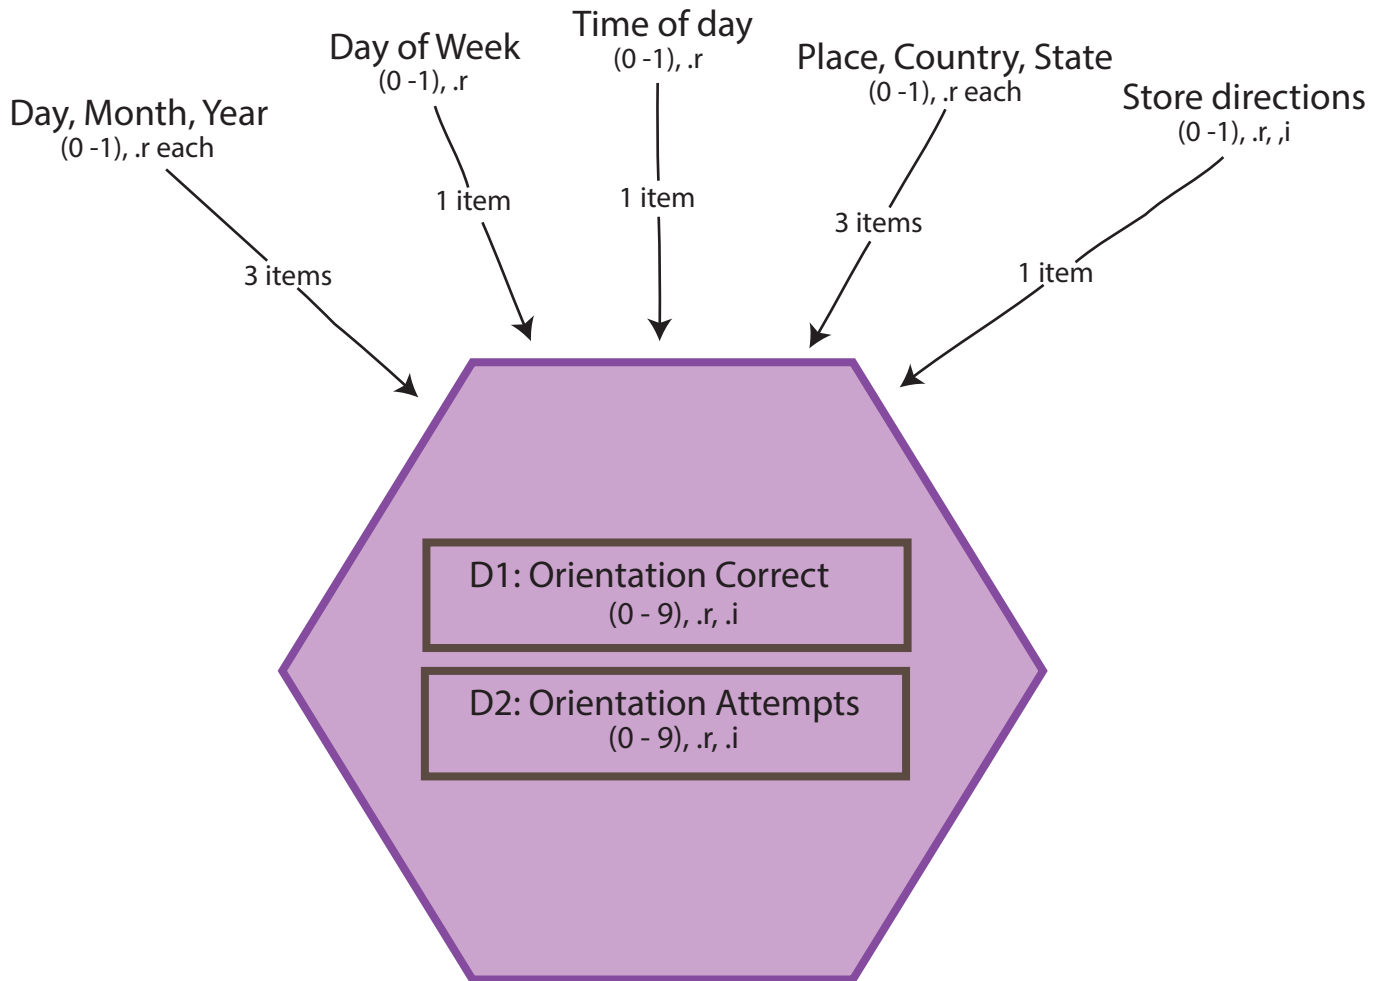 Time of day
(0 -1), .r
Day of Week
(0 -1), .r
Place, Country, State
(0 -1), .r each
Day, Month, Year
(0 -1), .r each
Store directions
(0 -1), .r, ,i
1 item
1 item
3 items
3 items
1 item
D1: Orientation Correct
(0 - 9), .r, .i
D2: Orientation Attempts
(0 - 9), .r, .i